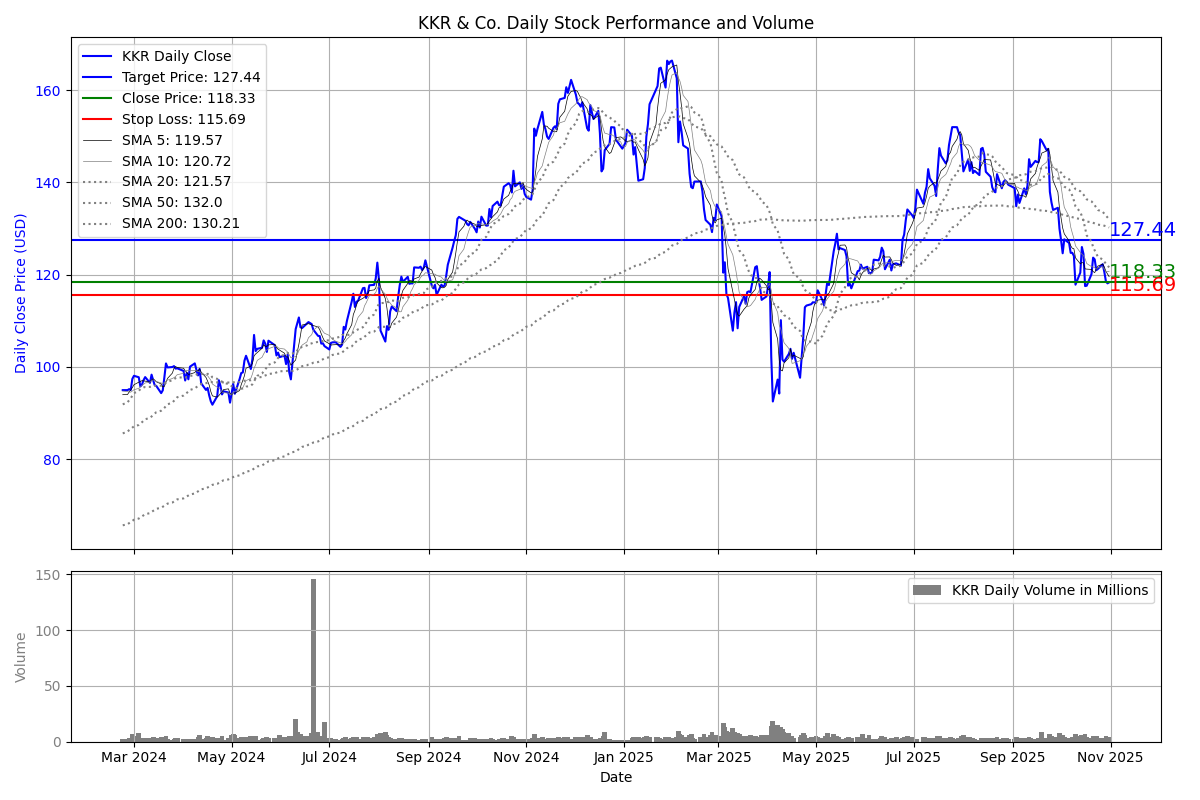 KKR & Co. Daily Stock Performance and Volume
Daily Close Price (USD)
160
140
120
100
80
KKR Daily Close
Target Price: 127.44
Close Price: 118.33
Stop Loss: 115.69
SMA 5: 119.57
SMA 10: 120.72
SMA 20: 121.57
SMA 50: 132.0
SMA 200: 130.21
127.44
118.33
115.69
Volume
150
100
50
0
KKR Daily Volume in Millions
Mar 2024 May 2024 Jul 2024 Sep 2024 Nov 2024 Jan 2025 Mar 2025 May 2025 Jul 2025 Sep 2025 Nov 2025
Date